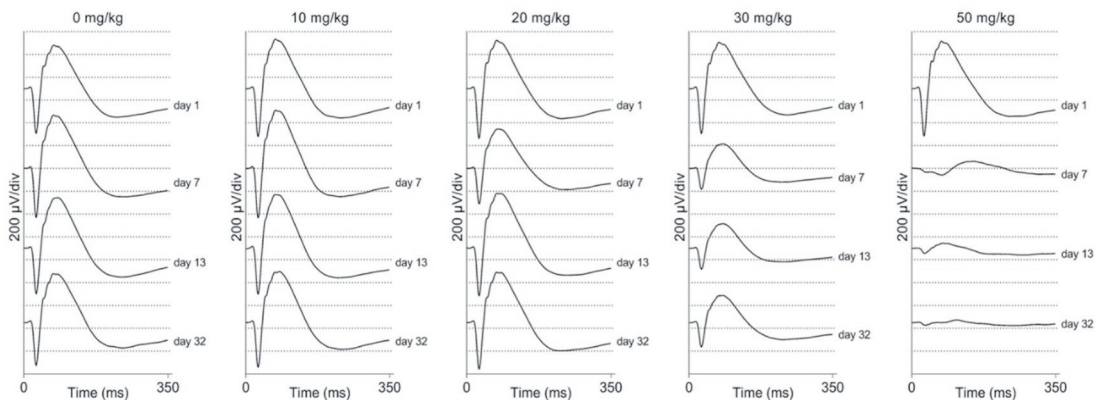 0 mg/kg
10 mg/kg
20 mg/kg
30 mg/kg
50 mg/kg
200 µV/div
day 1
day 7
day 13
day 32
0
350
Time (ms)
200 µV/div
day 1
day 7
day 13
day 32
0
350
Time (ms)
200 µV/div
day 1
day 7
day 13
day 32
0
350
Time (ms)
200 µV/div
day 1
day 7
day 13
day 32
0
350
Time (ms)
200 µV/div
day 1
day 7
day 13
day 32
0
350
Time (ms)